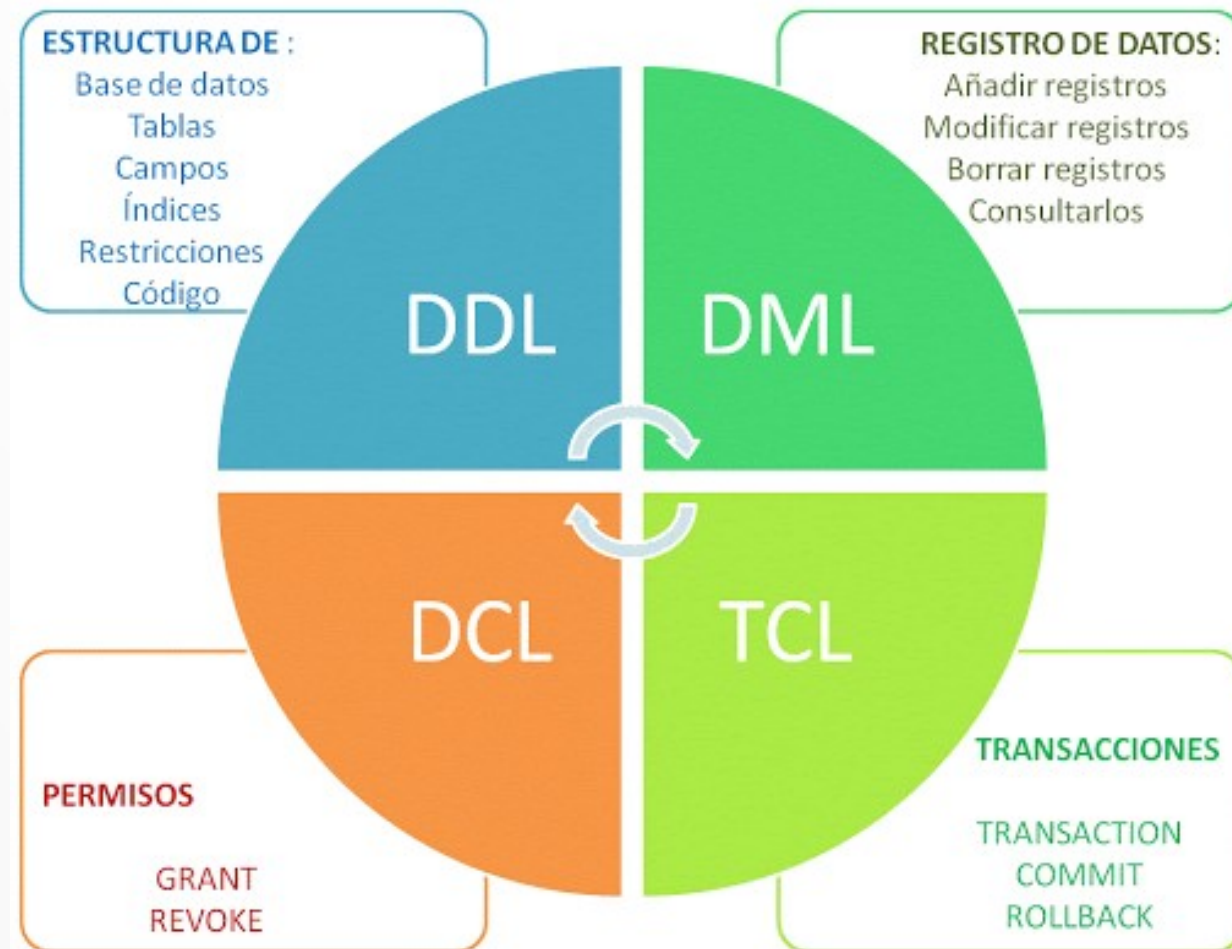 ESTRUCTURA DE :
Base de datos
Tablas
Campos
Índices
Restricciones
Código
REGISTRO DE DATOS:
Añadir registros
Modificar registros
Borrar registros
Consultarlos
DDL
DML
DCL
TCL
PERMISOS
GRANT
REVOKE
TRANSACCIONES
TRANSACTION
COMMIT
ROLLBACK